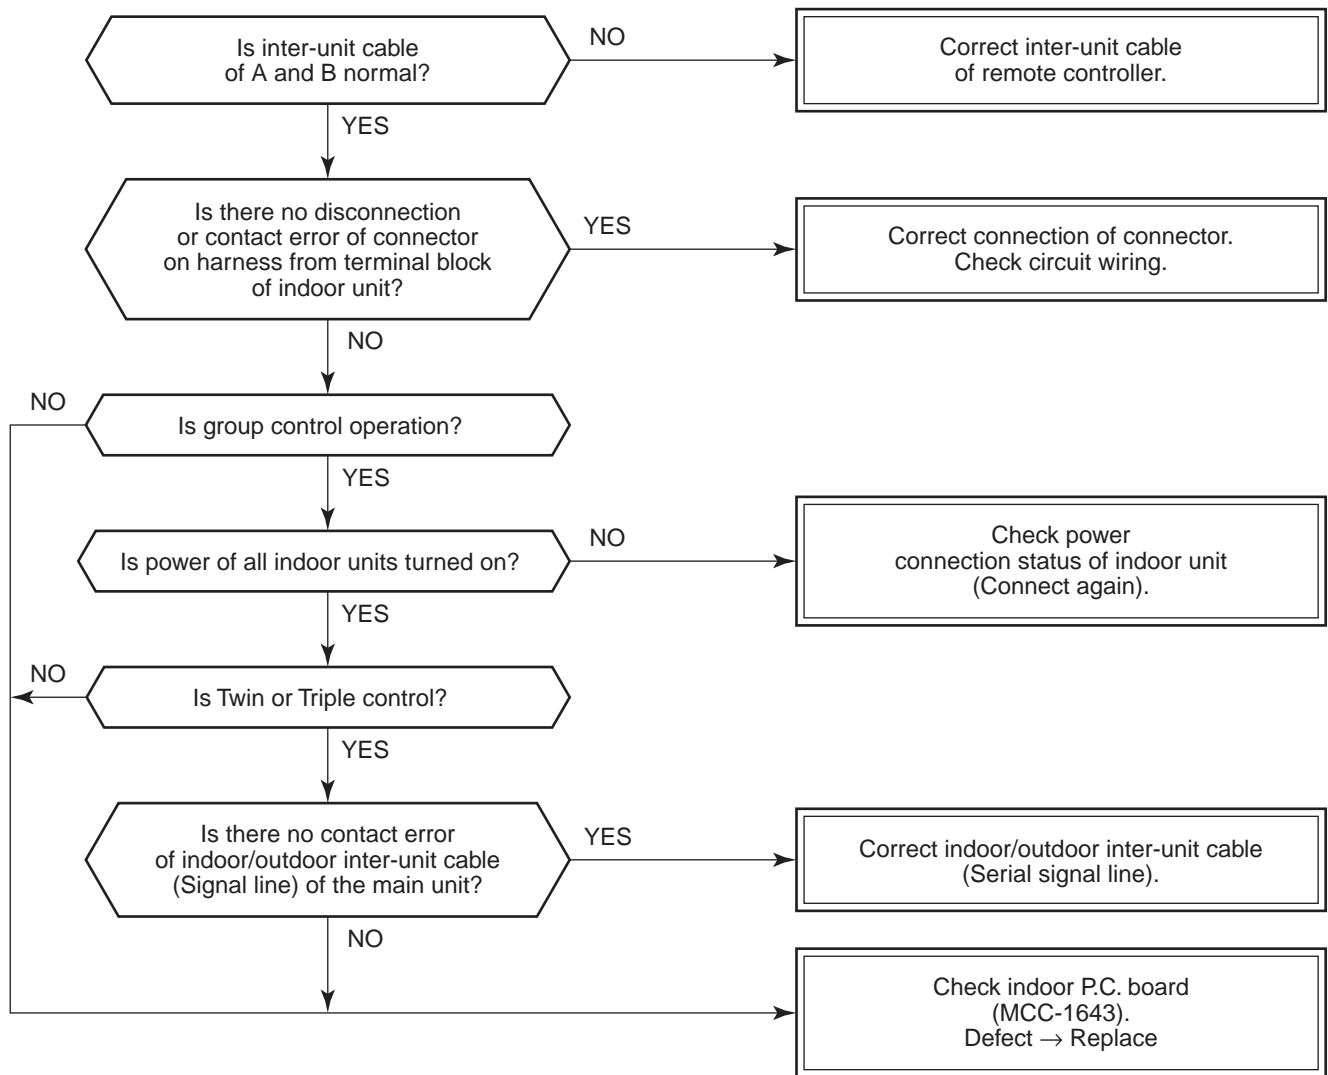 Is inter-unit cable
of A and B normal?
NO
Correct inter-unit cable
of remote controller.
YES
Is there no disconnection
or contact error of connector
on harness from terminal block
of indoor unit?
YES
Correct connection of connector.
Check circuit wiring.
NO
NO
Is group control operation?
YES
Is power of all indoor units turned on?
NO
Check power
connection status of indoor unit
(Connect again).
YES
NO
Is Twin or Triple control?
YES
Is there no contact error
of indoor/outdoor inter-unit cable
(Signal line) of the main unit?
YES
Correct indoor/outdoor inter-unit cable
(Serial signal line).
NO
Check indoor P.C. board
(MCC-1643).
Defect → Replace